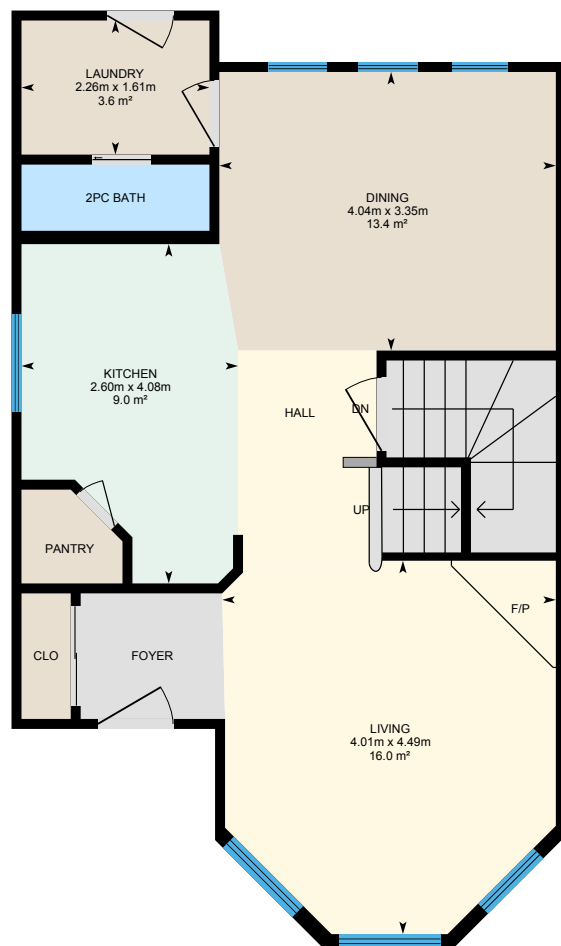 LAUNDRY
2.26m x 1.61m
3.6 m²
2PC BATH
DINING
4.04m x 3.35m
13.4 m²
KITCHEN
2.60m x 4.08m
9.0 m²
HALL
DN
UP
PANTRY
F/P
CLO
FOYER
LIVING
4.01m x 4.49m
16.0 m²